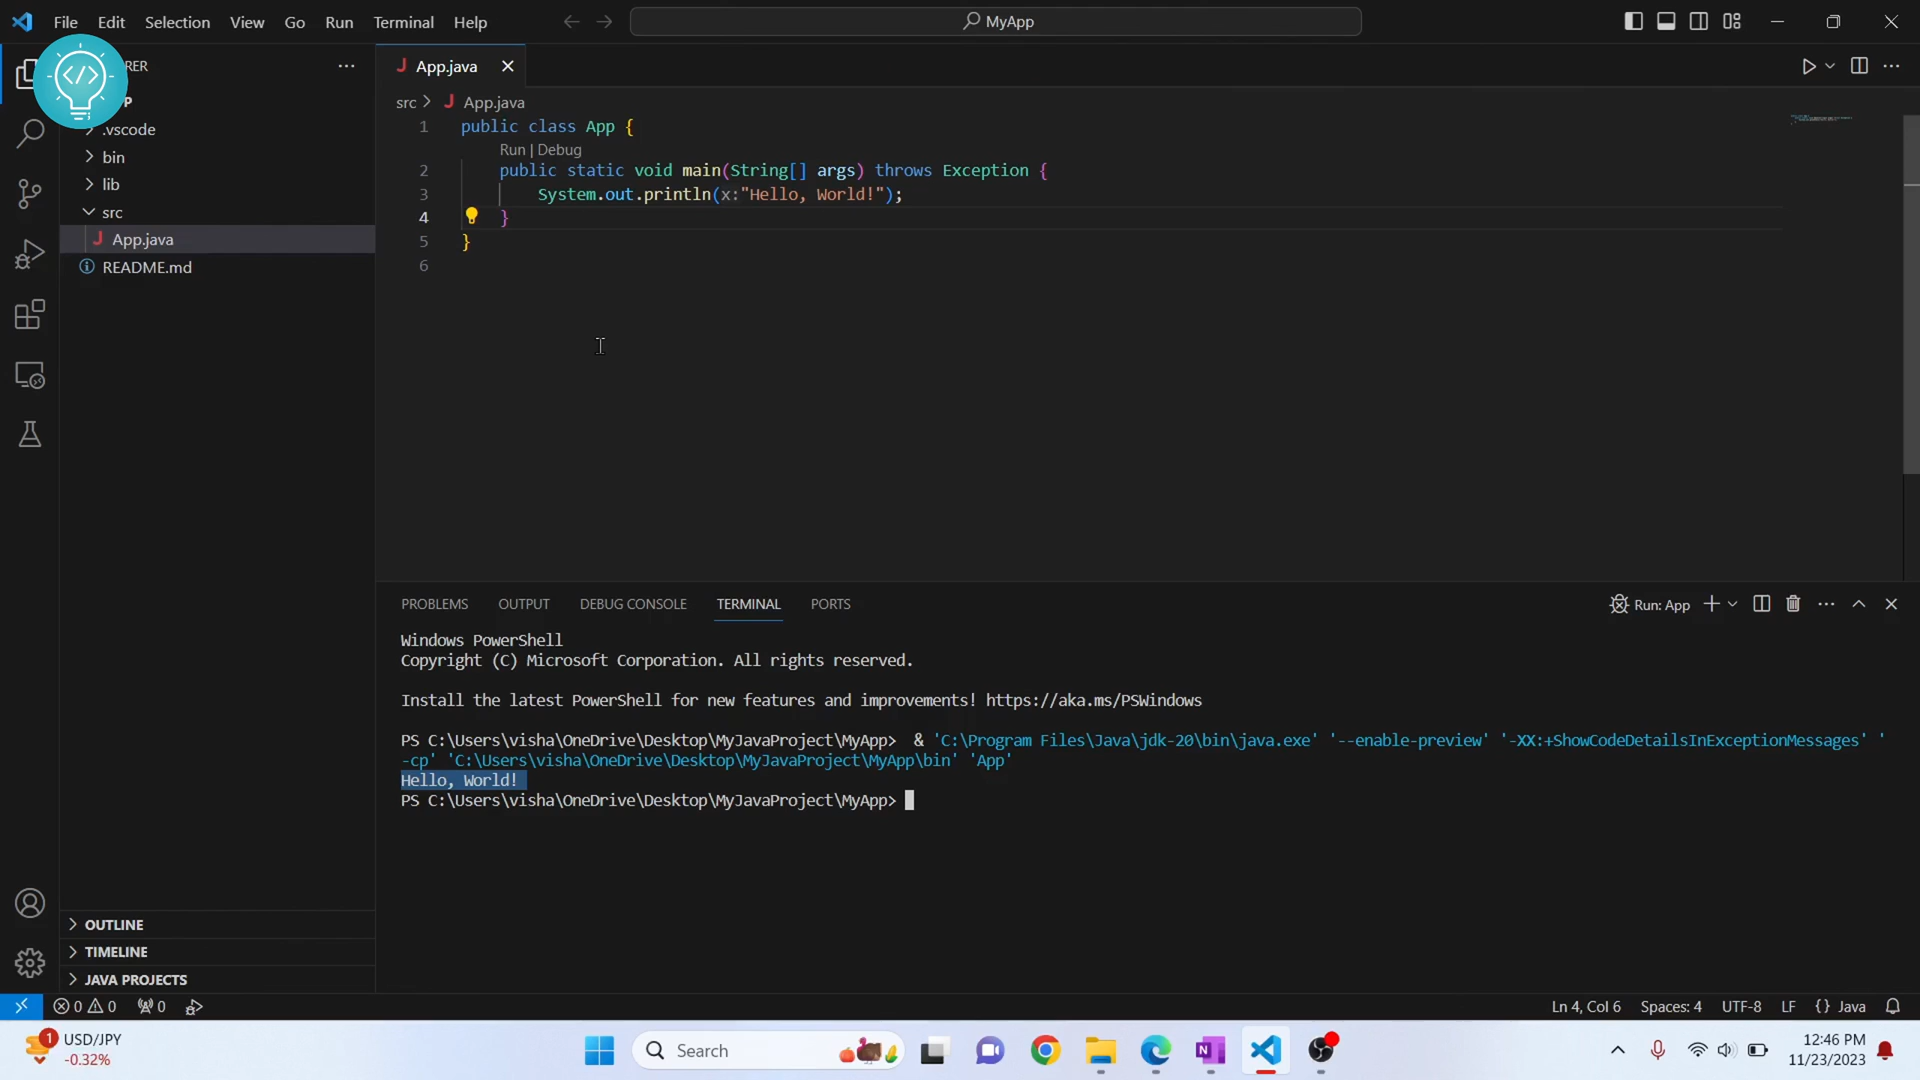 File Edit Selection View Go Run Terminal Help
MyApp
App.java
src > App.java
.vscode
bin
lib
src
App.java
README.md
1 public class App {
Run | Debug
2 public static void main(String[] args) throws Exception {
3 System.out.println(x:"Hello, World!");
4 }
5 }
6
PROBLEMS OUTPUT DEBUG CONSOLE TERMINAL PORTS
Run: App
Windows PowerShell
Copyright (C) Microsoft Corporation. All rights reserved.
Install the latest PowerShell for new features and improvements! https://aka.ms/PSWindows
PS C:\Users\visha\OneDrive\Desktop\MyJavaProject\MyApp> & 'C:\Program Files\Java\jdk-20\bin\java.exe' '--enable-preview' '-XX:+ShowCodeDetailsInExceptionMessages' '
-cp' 'C:\Users\visha\OneDrive\Desktop\MyJavaProject\MyApp\bin' 'App'
Hello, World!
PS C:\Users\visha\OneDrive\Desktop\MyJavaProject\MyApp>
OUTLINE
TIMELINE
JAVA PROJECTS
0 0 0
Ln 4, Col 6 Spaces: 4 UTF-8 LF {} Java
1
USD/JPY
-0.32%
Search
12:46 PM
11/23/2023